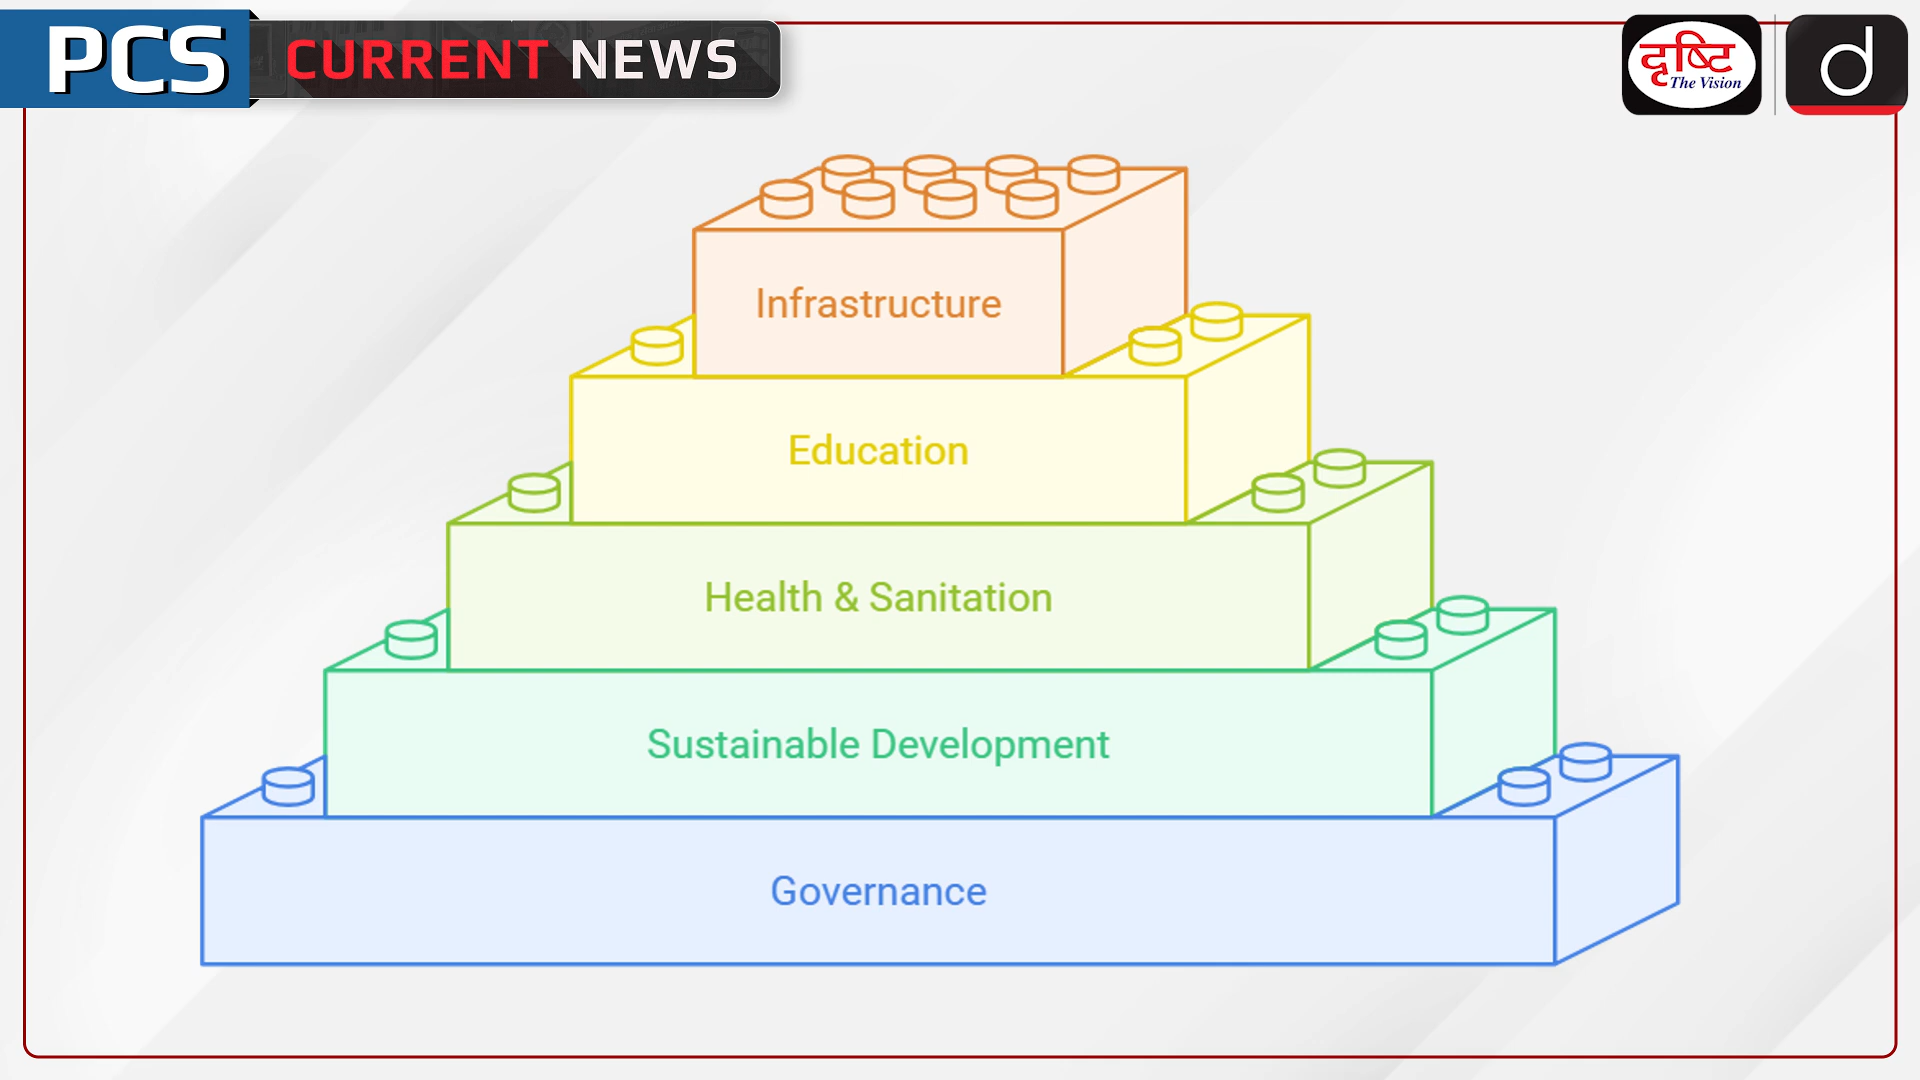 PCS CURRENT NEWS
दृष्टि
The Vision
d
Infrastructure
Education
Health & Sanitation
Sustainable Development
Governance